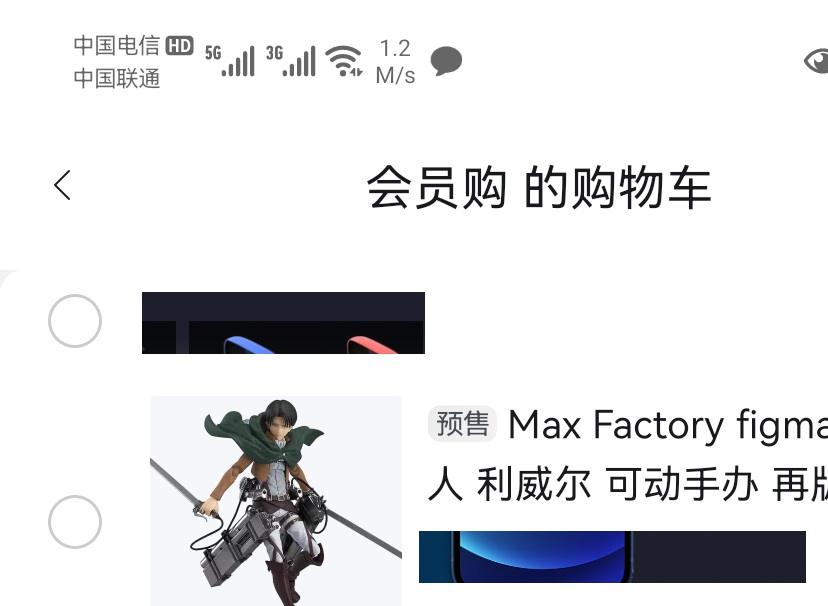 中国电信 HD 5G 3G 1.2
中国联通 M/s
会员购 的购物车
预售 Max Factory figma
人 利威尔 可动手办 再版